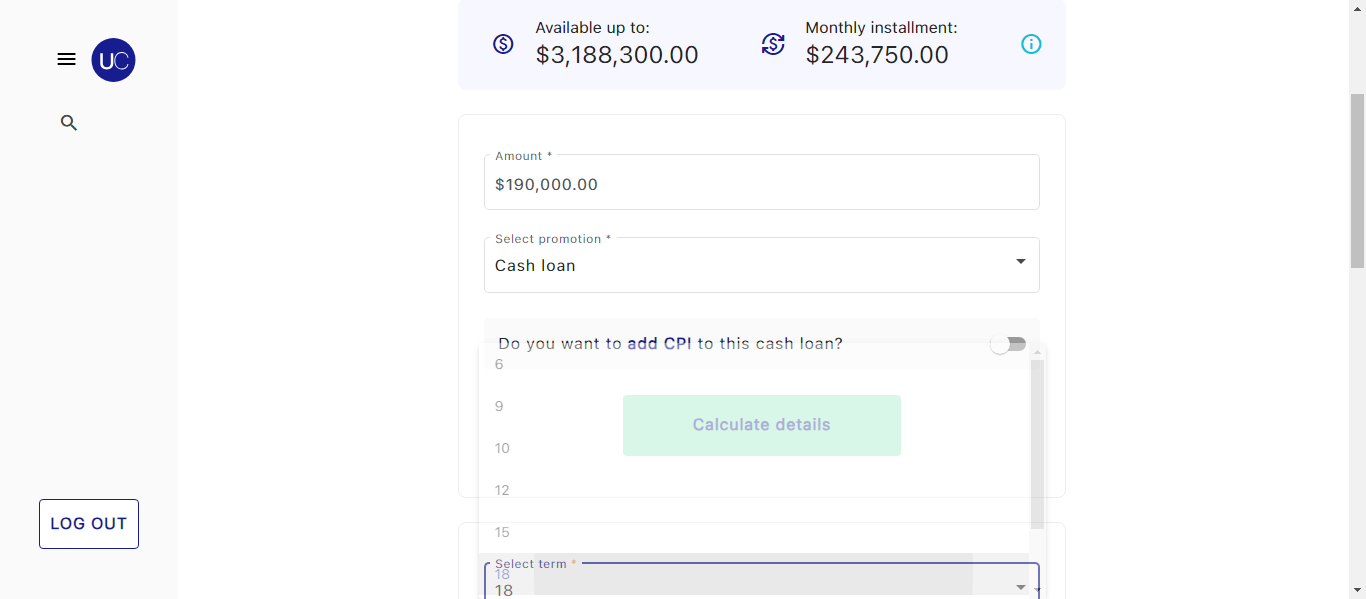 Available up to:
$3,188,300.00
Monthly installment:
$243,750.00
UC
Amount *
$190,000.00
Select promotion *
Cash loan
Do you want to add CPI to this cash loan?
6
9
Calculate details
10
12
15
LOG OUT
Select term *
18
18